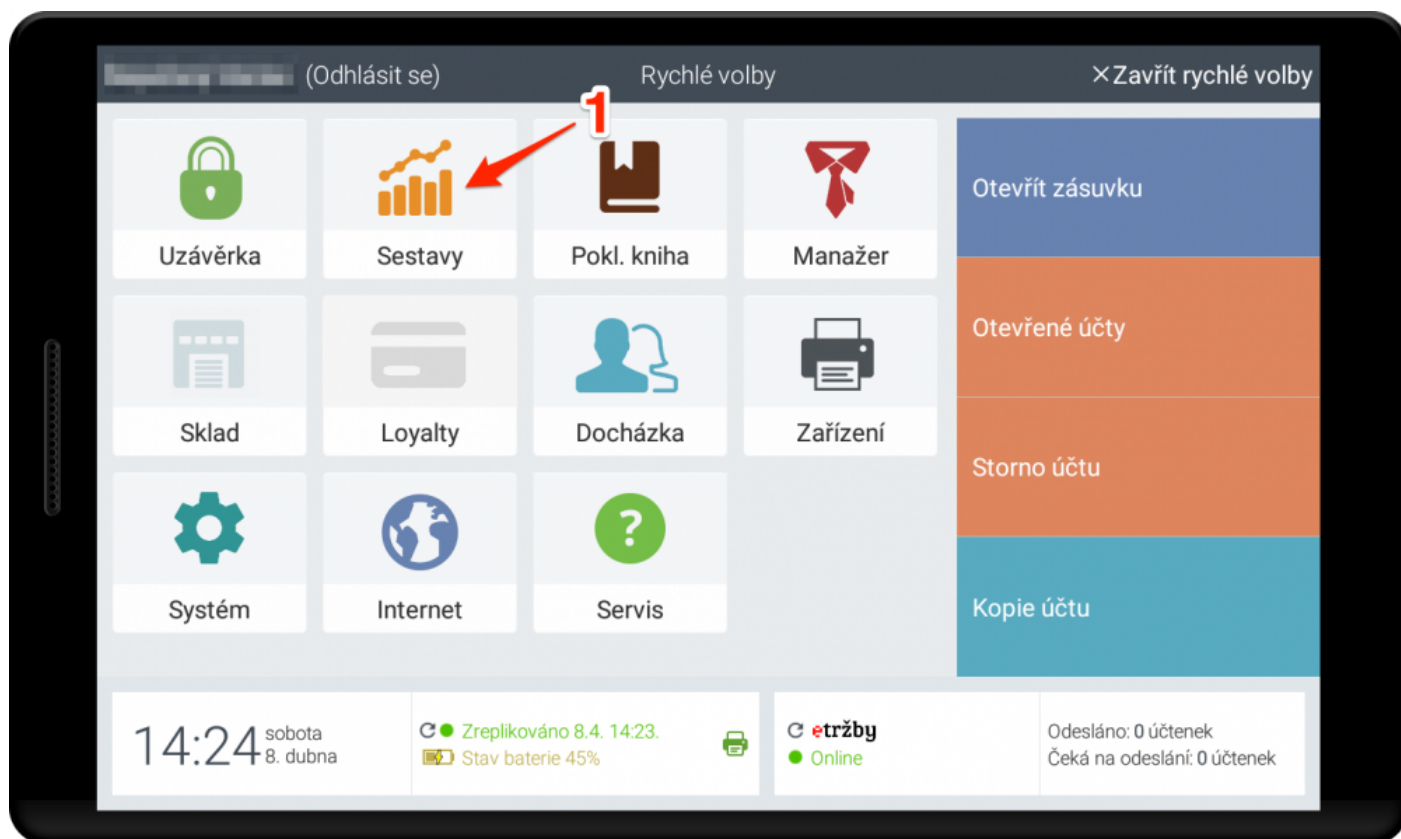 (Odhlásit se)
Rychlé volby
×Zavřít rychlé volby
1
Uzávěrka
Sestavy
Pokl. kniha
Manažer
Sklad
Loyalty
Docházka
Zařízení
Systém
Internet
?
Servis
Otevřít zásuvku
Otevřené účty
Storno účtu
Kopie účtu
14:24
sobota
8. dubna
Zreplikováno 8.4. 14:23.
Stav baterie 45%
etržby
Online
Odesláno: 0 účtenek
Čeká na odeslání: 0 účtenek